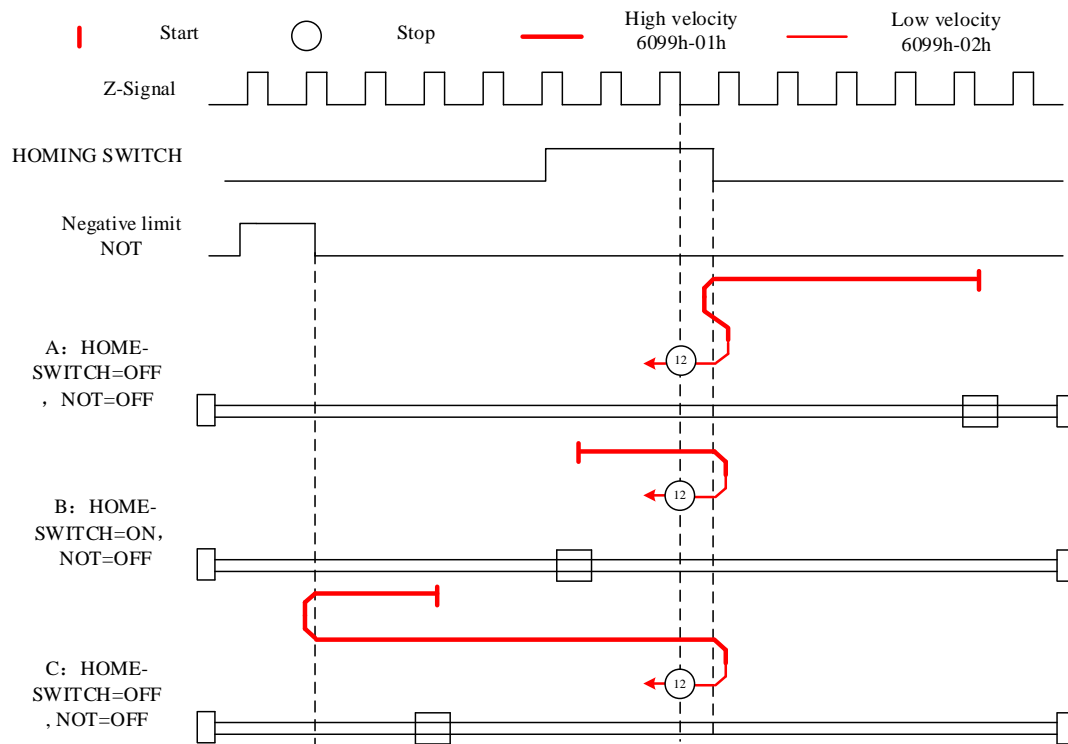 Start
Stop
High velocity
6099h-01h
Low velocity
6099h-02h
Z-Signal
HOMING SWITCH
Negative limit
NOT
A：HOME-
SWITCH=OFF
，NOT=OFF
12
B：HOME-
SWITCH=ON，
NOT=OFF
12
C：HOME-
SWITCH=OFF
, NOT=OFF
12